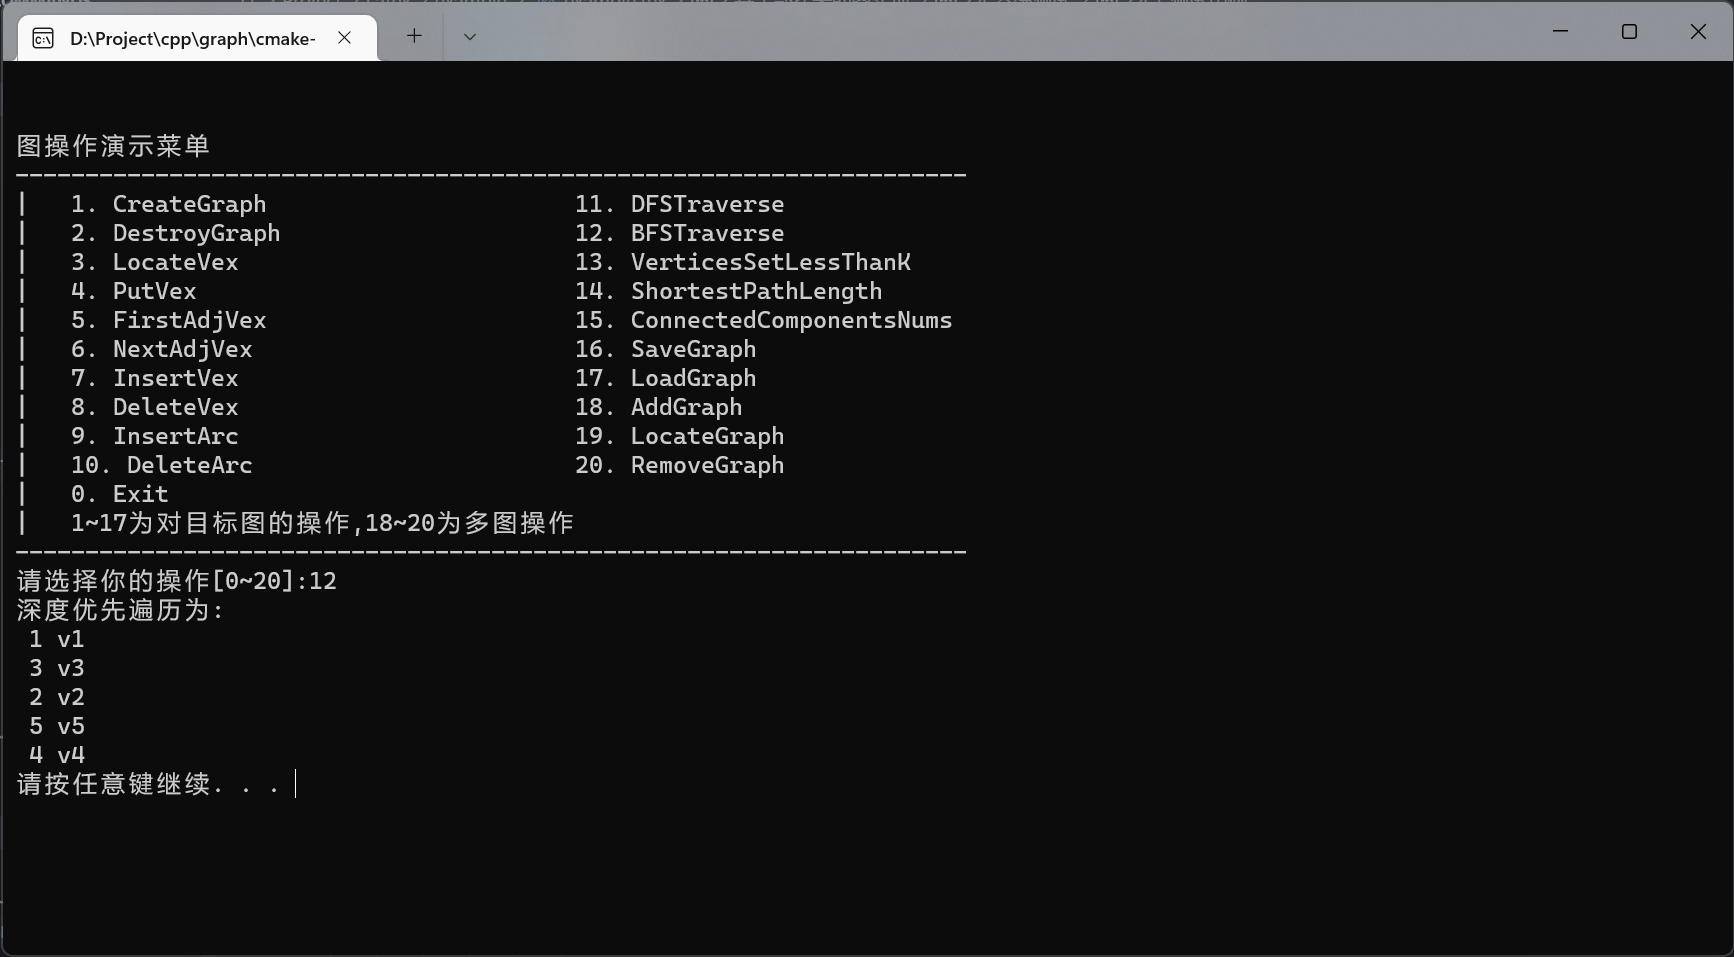 D:\Project\cpp\graph\cmake-
图操作演示菜单
--------------------------------------------------------------------
|   1. CreateGraph                      11. DFSTraverse
|   2. DestroyGraph                     12. BFSTraverse
|   3. LocateVex                        13. VerticesSetLessThanK
|   4. PutVex                           14. ShortestPathLength
|   5. FirstAdjVex                      15. ConnectedComponentsNums
|   6. NextAdjVex                       16. SaveGraph
|   7. InsertVex                        17. LoadGraph
|   8. DeleteVex                        18. AddGraph
|   9. InsertArc                        19. LocateGraph
|   10. DeleteArc                       20. RemoveGraph
|   0. Exit
|   1~17为对目标图的操作,18~20为多图操作
--------------------------------------------------------------------
请选择你的操作[0~20]:12
深度优先遍历为:
 1 v1
 3 v3
 2 v2
 5 v5
 4 v4
请按任意键继续. . .